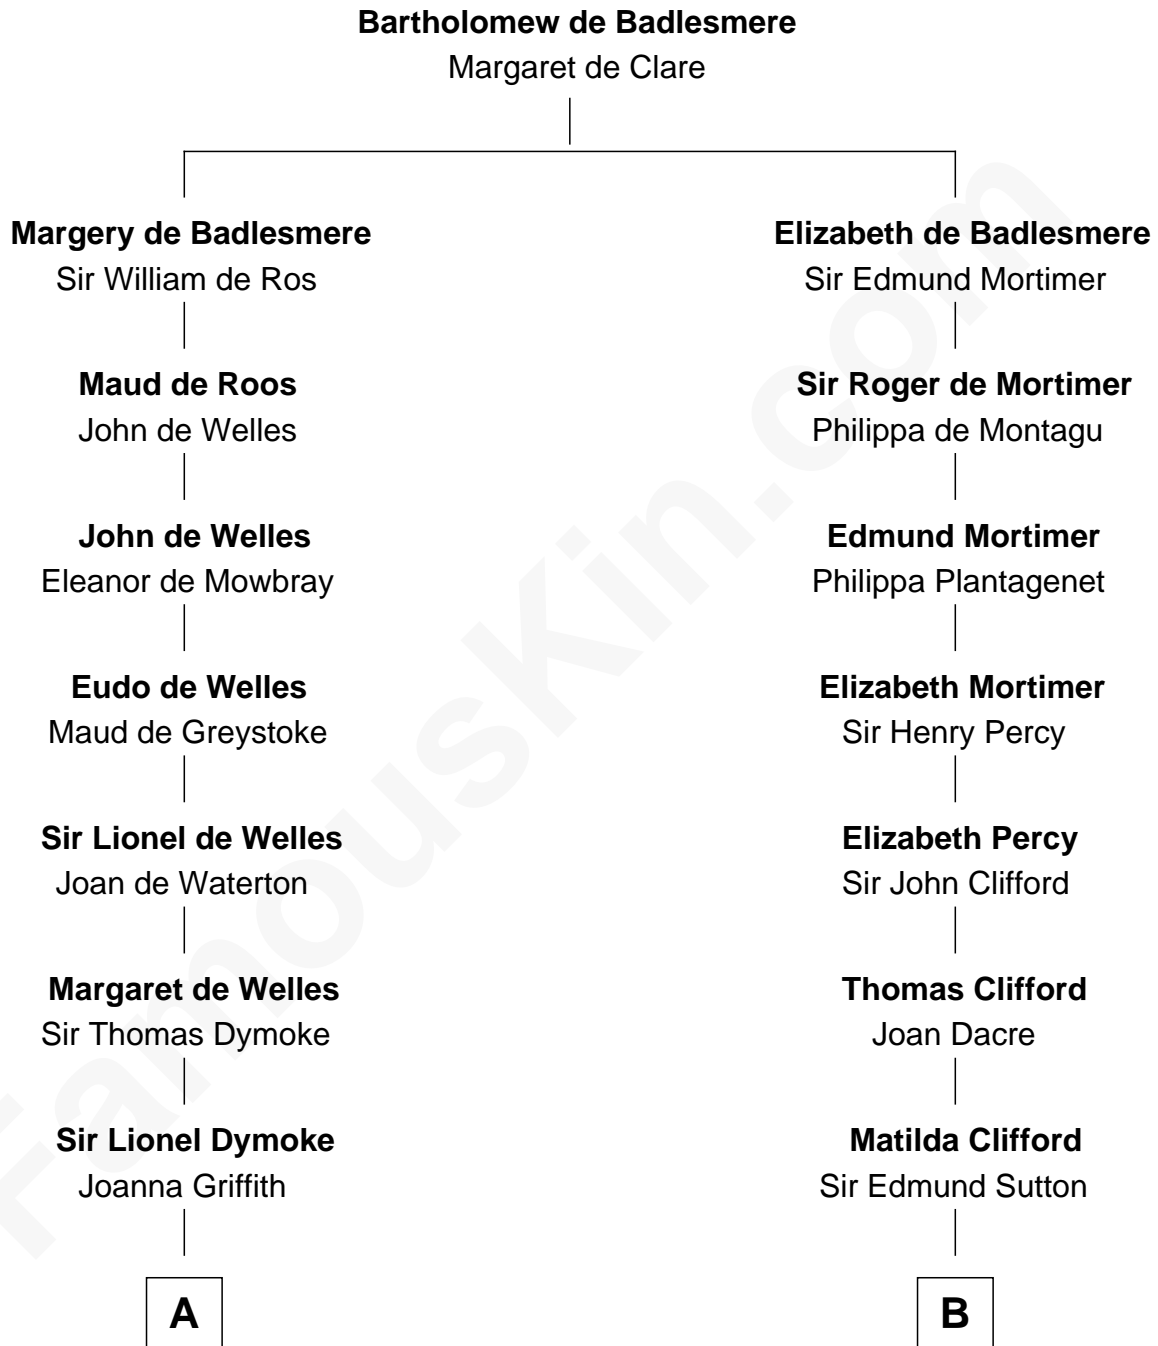 Bartholomew de Badlesmere
Margaret de Clare
Margery de Badlesmere
Sir William de Ros
Maud de Roos
John de Welles
John de Welles
Eleanor de Mowbray
Eudo de Welles
Maud de Greystoke
Sir Lionel de Welles
Joan de Waterton
Margaret de Welles
Sir Thomas Dymoke
Sir Lionel Dymoke
Joanna Griffith
A
Elizabeth de Badlesmere
Sir Edmund Mortimer
Sir Roger de Mortimer
Philippa de Montagu
Edmund Mortimer
Philippa Plantagenet
Elizabeth Mortimer
Sir Henry Percy
Elizabeth Percy
Sir John Clifford
Thomas Clifford
Joan Dacre
Matilda Clifford
Sir Edmund Sutton
B
FamousKin.com